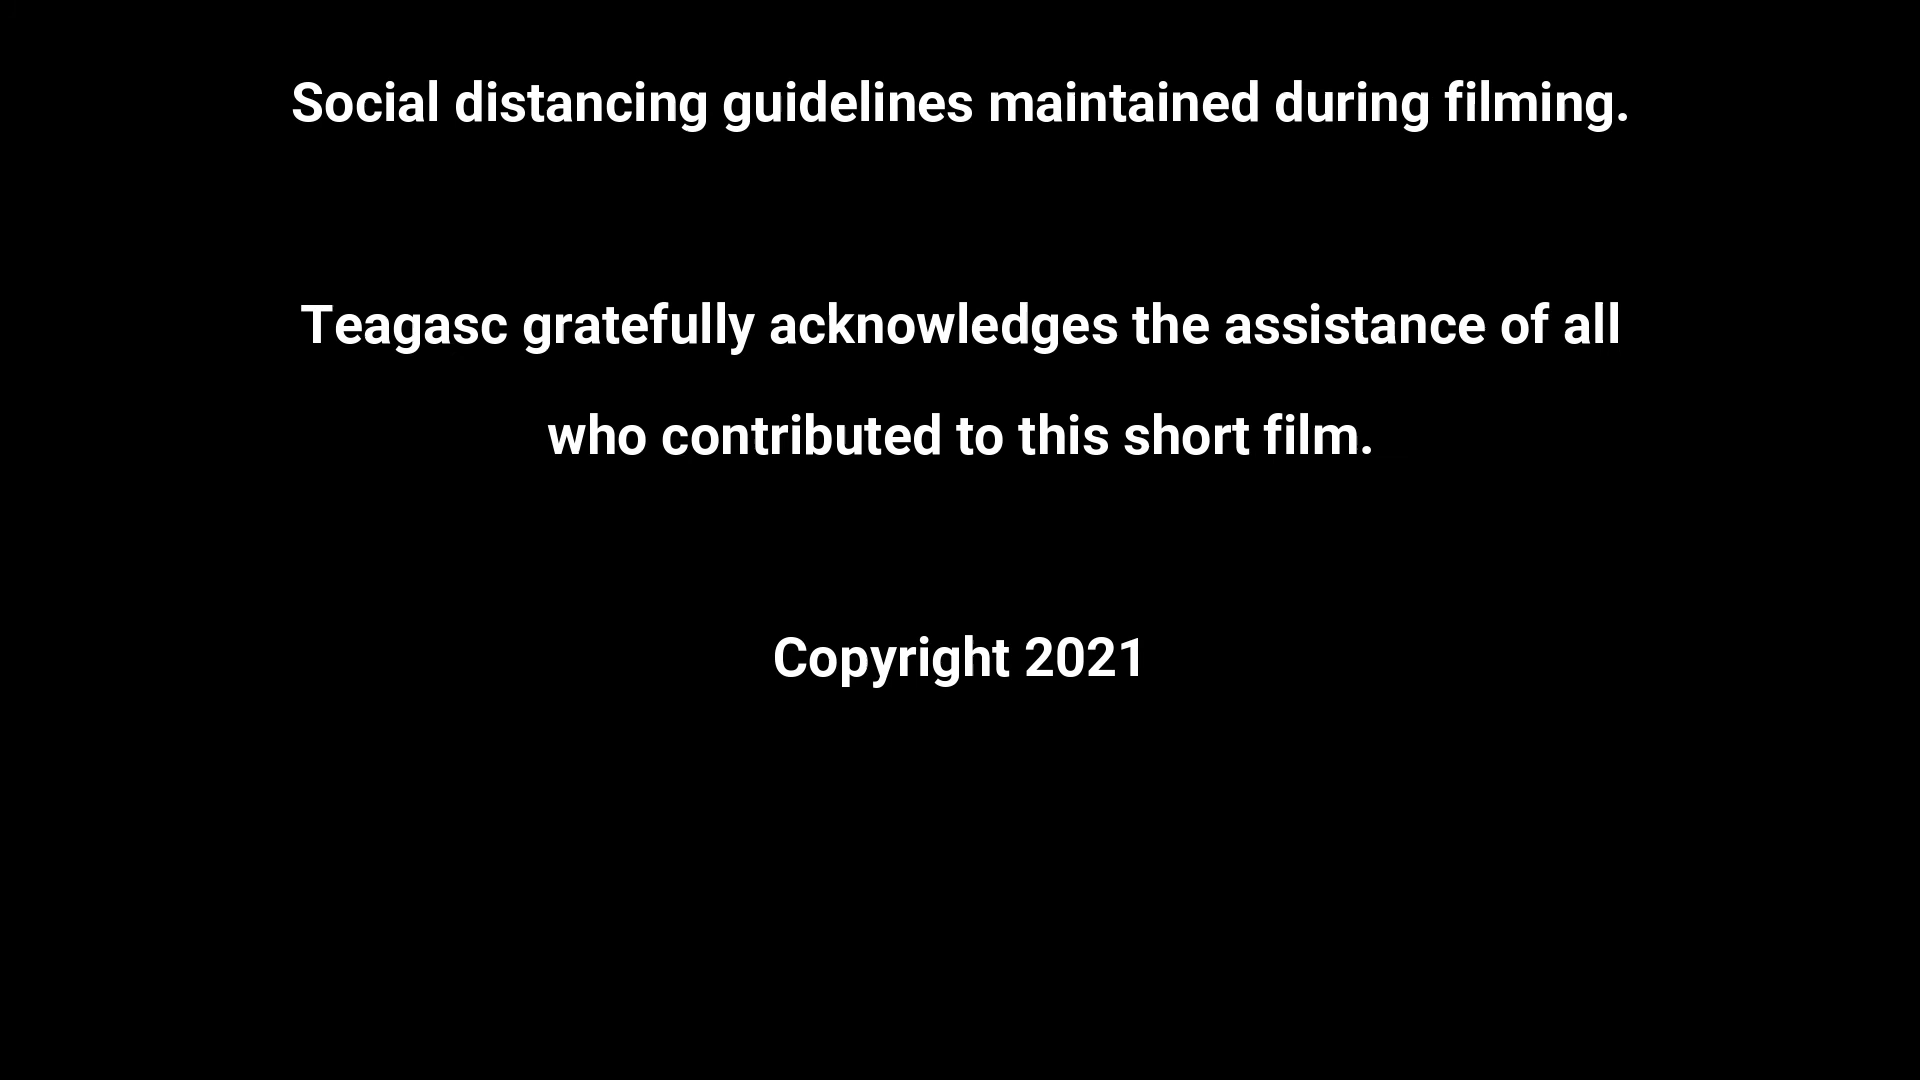 Social distancing guidelines maintained during filming.
Teagasc gratefully acknowledges the assistance of all
who contributed to this short film.
Copyright 2021